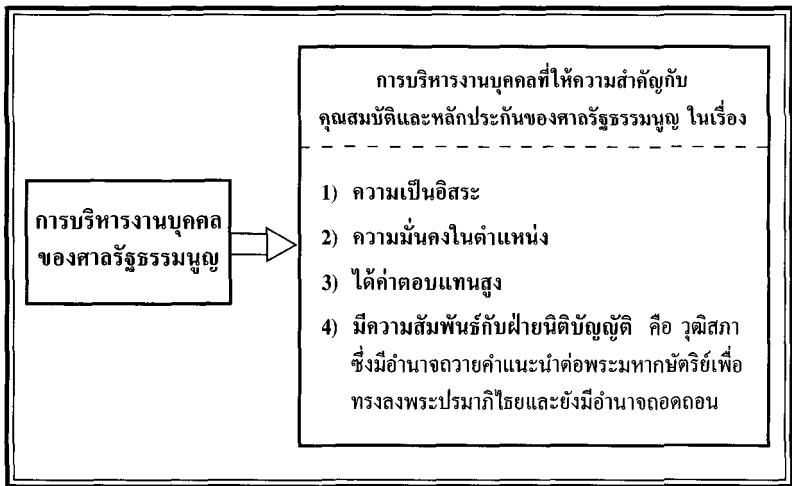 การบริหารงานบุคคล
ของศาลรัฐธรรมนูญ
การบริหารงานบุคคลที่ให้ความสำคัญกับ
คุณสมบัติและหลักประกันของศาลรัฐธรรมนูญ ในเรื่อง
1) ความเป็นอิสระ
2) ความมั่นคงในตำแหน่ง
3) ได้ค่าตอบแทนสูง
4) มีความสัมพันธ์กับฝ่ายนิติบัญญัติ คือ วุฒิสภา
ซึ่งมีอำนาจถวายคำแนะนำต่อพระมหากษัตริย์เพื่อ
ทรงลงพระปรมาภิไธยและยังมีอำนาจถอดถอน